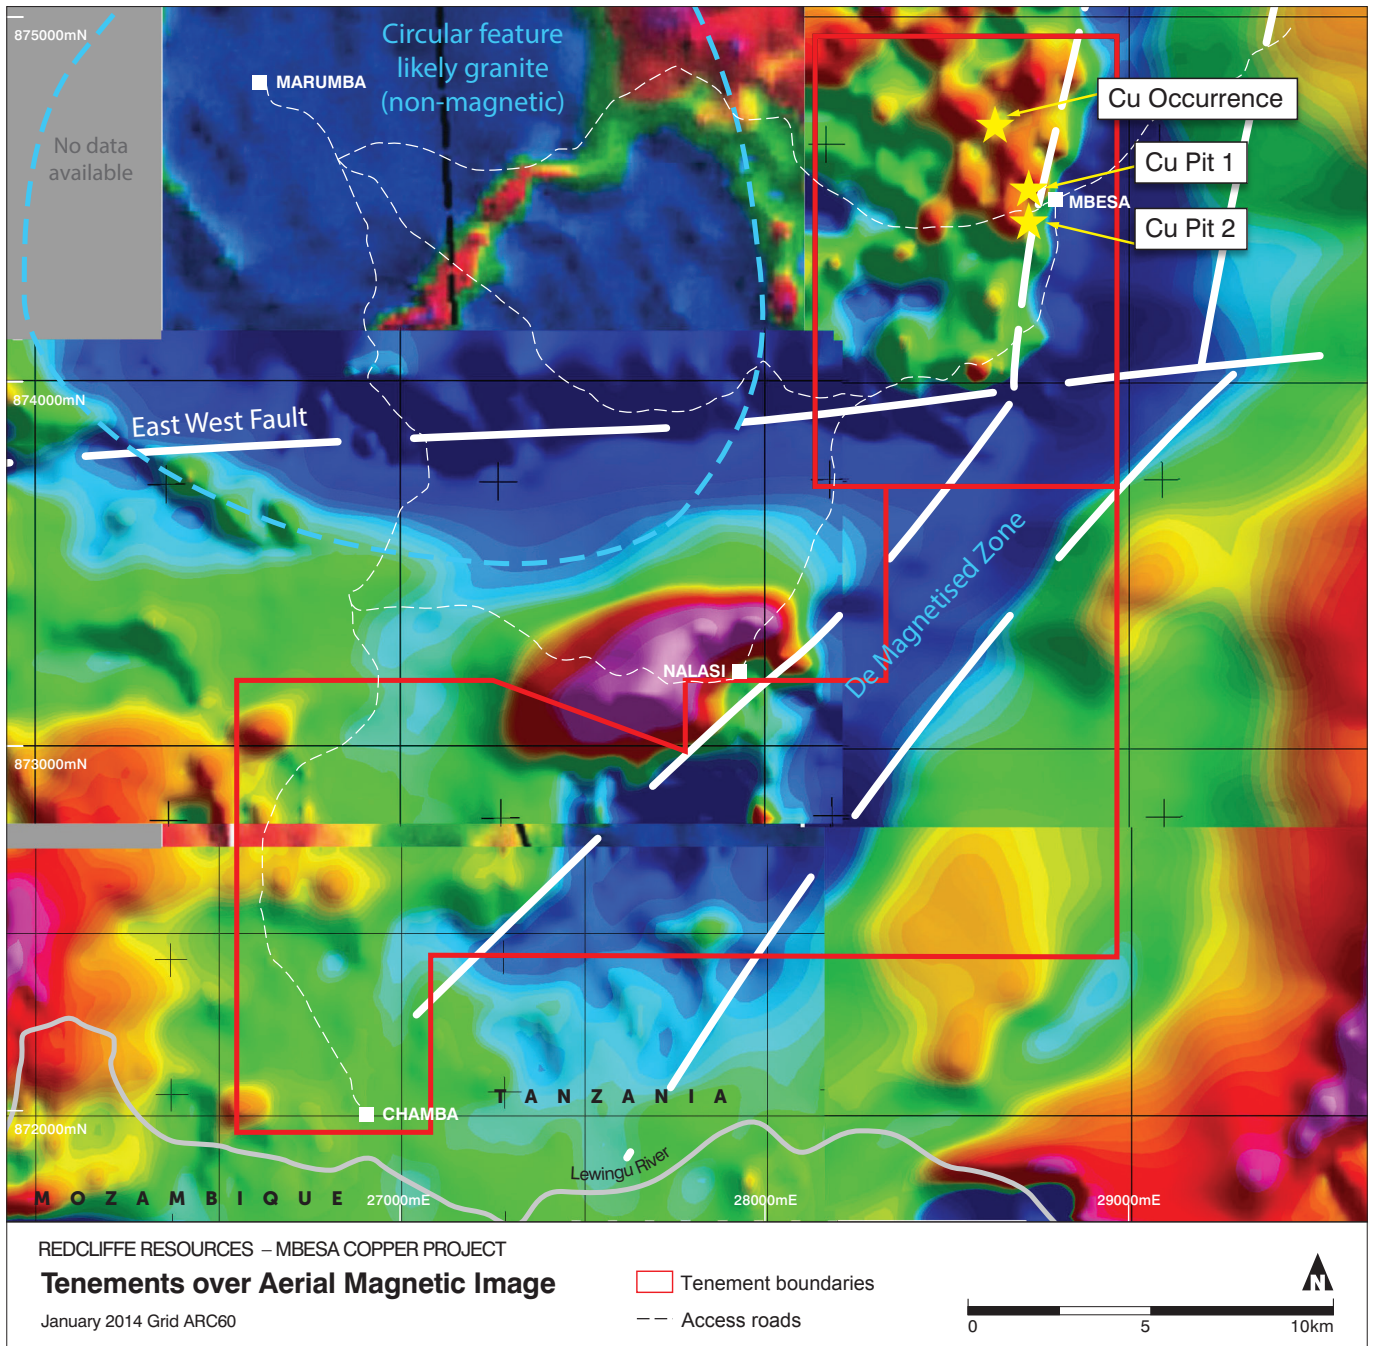 875000mN
Circular feature
likely granite
(non-magnetic)
MARUMBA
No data
available
Cu Occurrence
Cu Pit 1
MBESA
Cu Pit 2
874000mN
East West Fault
De Magnetised Zone
NALASI
873000mN
TANZANIA
CHAMBA
872000mN
Lewingu River
MOZAMBIQUE
27000mE
28000mE
29000mE
REDCLIFFE RESOURCES – MBESA COPPER PROJECT
Tenements over Aerial Magnetic Image
January 2014 Grid ARC60
Tenement boundaries
Access roads
N
0 5 10km